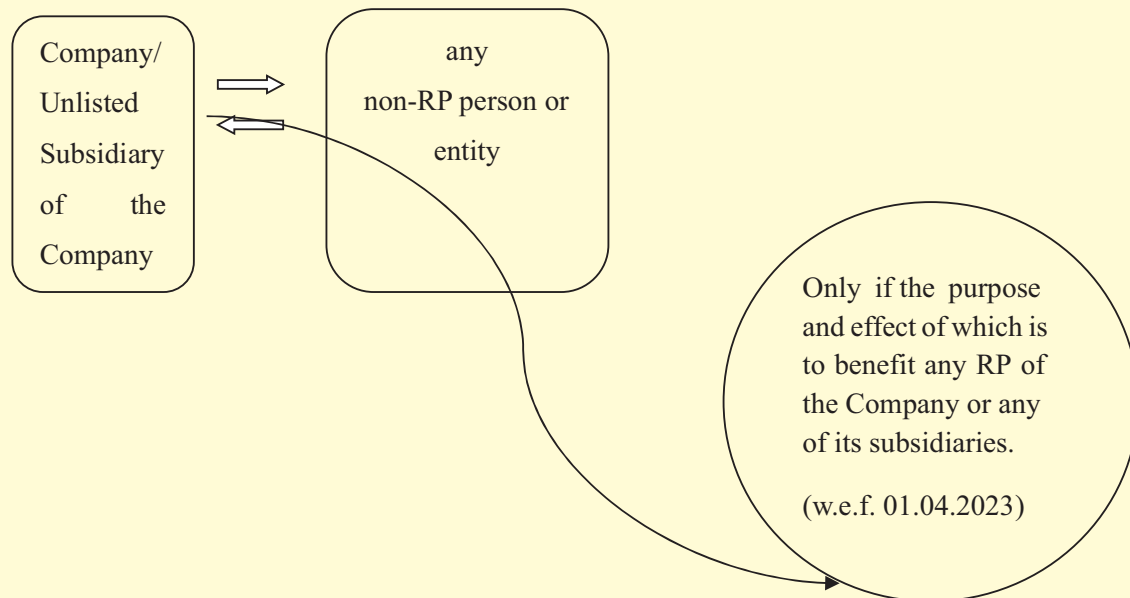 Company/
Unlisted
Subsidiary
of the
Company
any
non-RP person or
entity
Only if the purpose
and effect of which is
to benefit any RP of
the Company or any
of its subsidiaries.
(w.e.f. 01.04.2023)